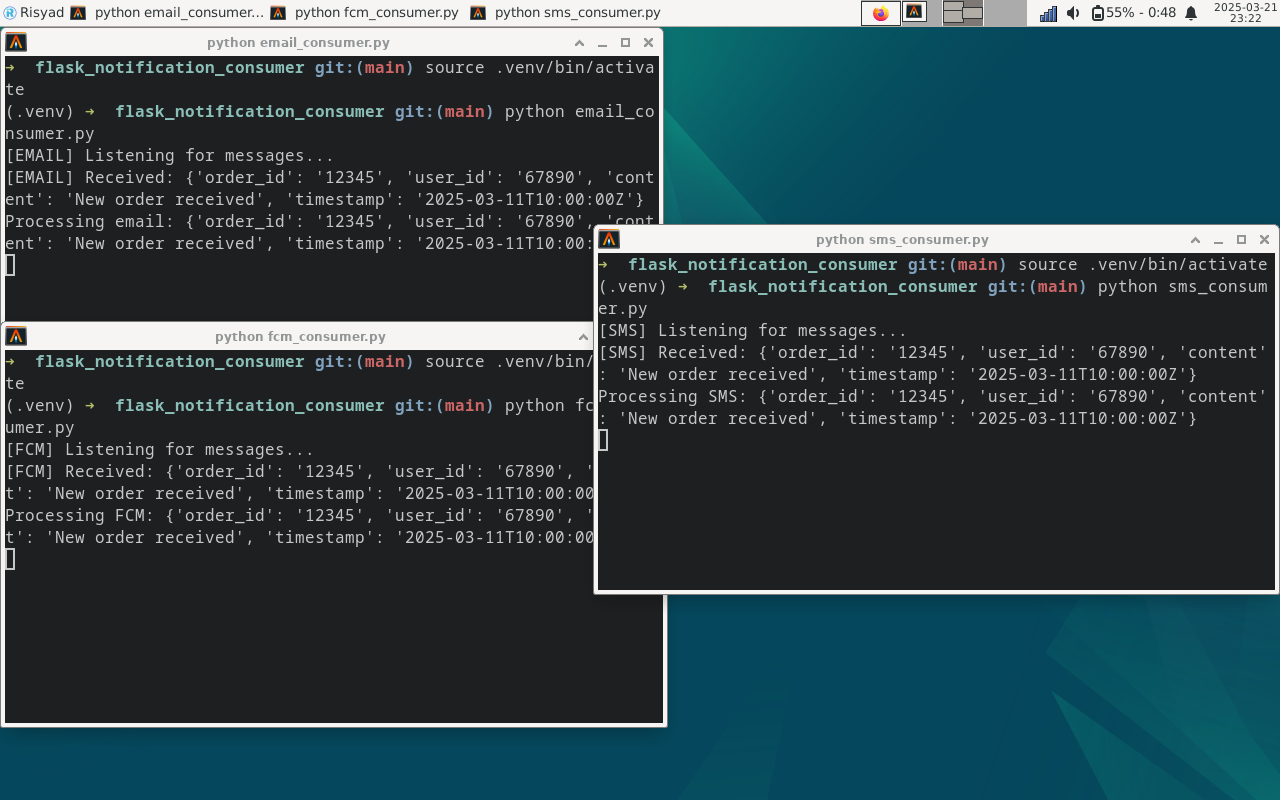 Risyad python email_consumer... python fcm_consumer.py python sms_consumer.py 55% - 0:48 2025-03-21
23:22
python email_consumer.py
➜ flask_notification_consumer git:(main) source .venv/bin/activa
te
(.venv) ➜ flask_notification_consumer git:(main) python email_co
nsumer.py
[EMAIL] Listening for messages...
[EMAIL] Received: {'order_id': '12345', 'user_id': '67890', 'cont
ent': 'New order received', 'timestamp': '2025-03-11T10:00:00Z'}
Processing email: {'order_id': '12345', 'user_id': '67890', 'cont
ent': 'New order received', 'timestamp': '2025-03-11T10:00:
python fcm_consumer.py
➜ flask_notification_consumer git:(main) source .venv/bin/
te
(.venv) ➜ flask_notification_consumer git:(main) python fc
umer.py
[FCM] Listening for messages...
[FCM] Received: {'order_id': '12345', 'user_id': '67890', '
t': 'New order received', 'timestamp': '2025-03-11T10:00:00
Processing FCM: {'order_id': '12345', 'user_id': '67890', '
t': 'New order received', 'timestamp': '2025-03-11T10:00:00
python sms_consumer.py
➜ flask_notification_consumer git:(main) source .venv/bin/activate
(.venv) ➜ flask_notification_consumer git:(main) python sms_consum
er.py
[SMS] Listening for messages...
[SMS] Received: {'order_id': '12345', 'user_id': '67890', 'content'
: 'New order received', 'timestamp': '2025-03-11T10:00:00Z'}
Processing SMS: {'order_id': '12345', 'user_id': '67890', 'content'
: 'New order received', 'timestamp': '2025-03-11T10:00:00Z'}